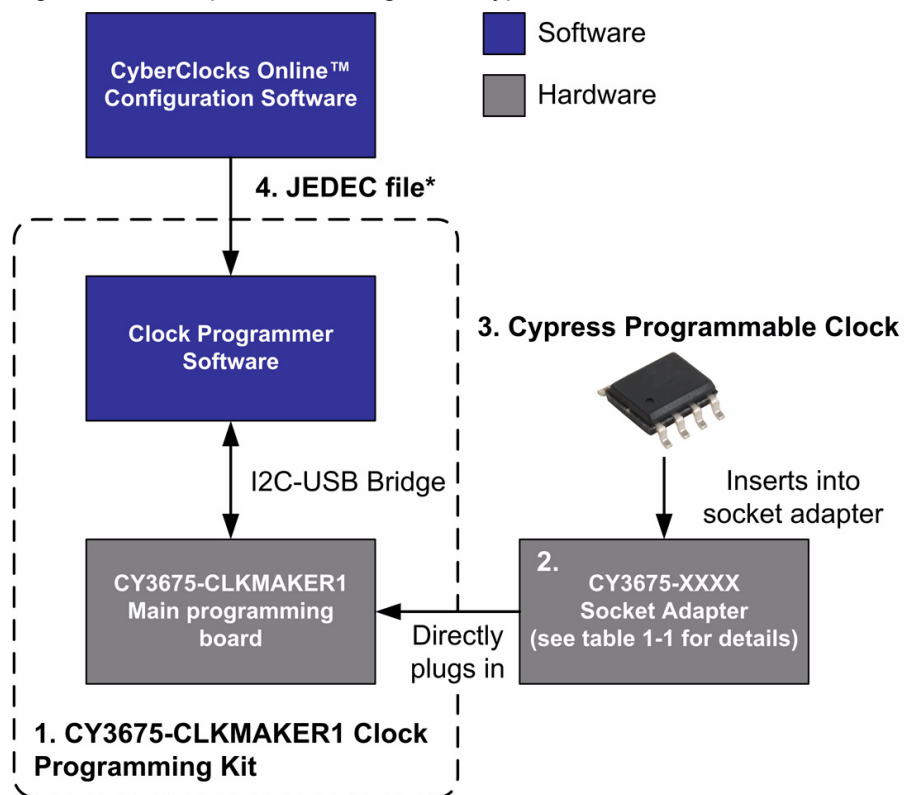 CyberClocks Online™
Configuration Software
Software
Hardware
4. JEDEC file*
Clock Programmer
Software
3. Cypress Programmable Clock
I2C-USB Bridge
Inserts into
socket adapter
CY3675-CLKMAKER1
Main programming
board
2.
CY3675-XXXX
Socket Adapter
(see table 1-1 for details)
Directly
plugs in
1. CY3675-CLKMAKER1 Clock
Programming Kit